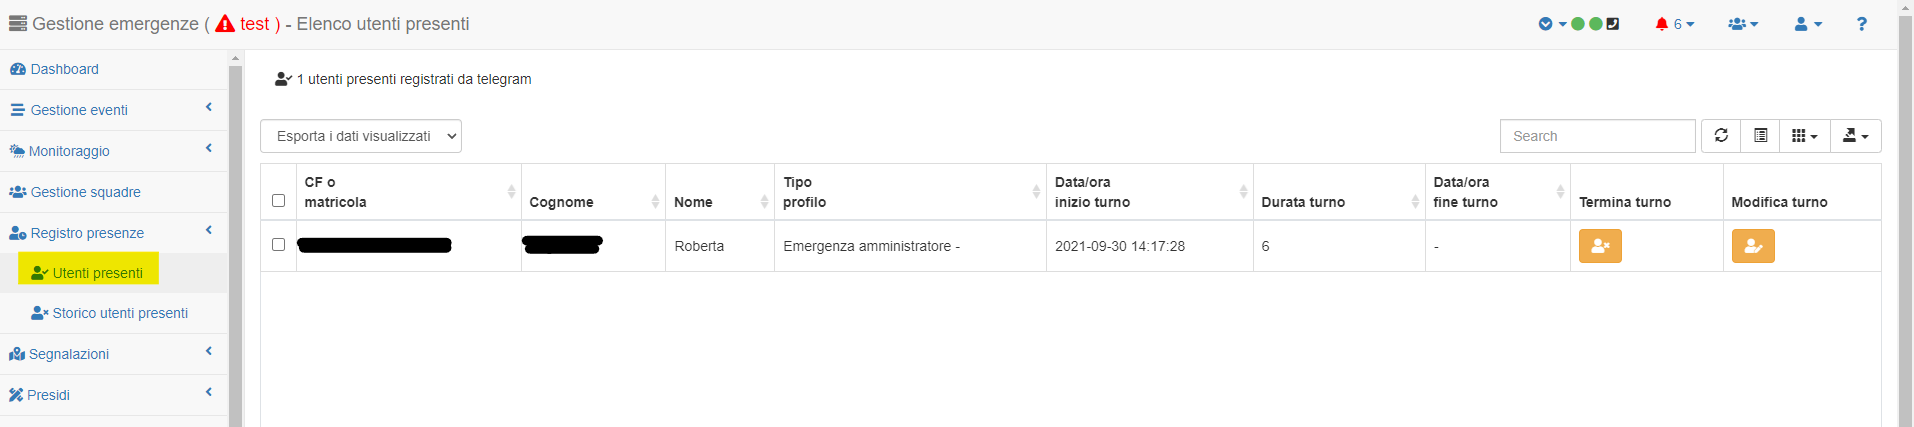 Gestione emergenze ( test ) - Elenco utenti presenti
6
?
Dashboard
Gestione eventi
Monitoraggio
Gestione squadre
Registro presenze
Utenti presenti
Storico utenti presenti
Segnalazioni
Presidi
1 utenti presenti registrati da telegram
Esporta i dati visualizzati
Search
CF o
matricola
Cognome
Nome
Tipo
profilo
Data/ora
inizio turno
Durata turno
Data/ora
fine turno
Termina turno
Modifica turno
Roberta
Emergenza amministratore -
2021-09-30 14:17:28
6
-